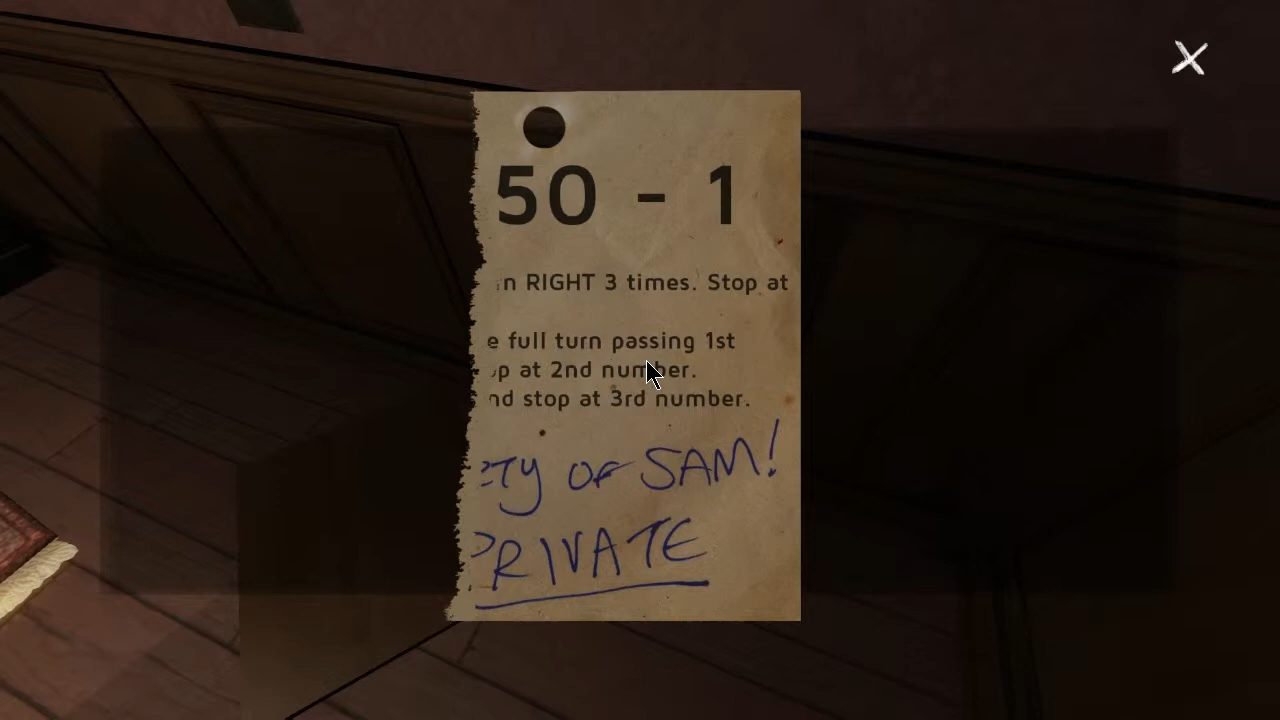 50 - 1
n RIGHT 3 times. Stop at
e full turn passing 1st
p at 2nd number.
nd stop at 3rd number.
TY OF SAM!
PRIVATE